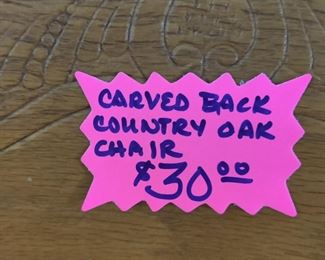 CARVED BACK
COUNTRY OAK
CHAIR
$30.00